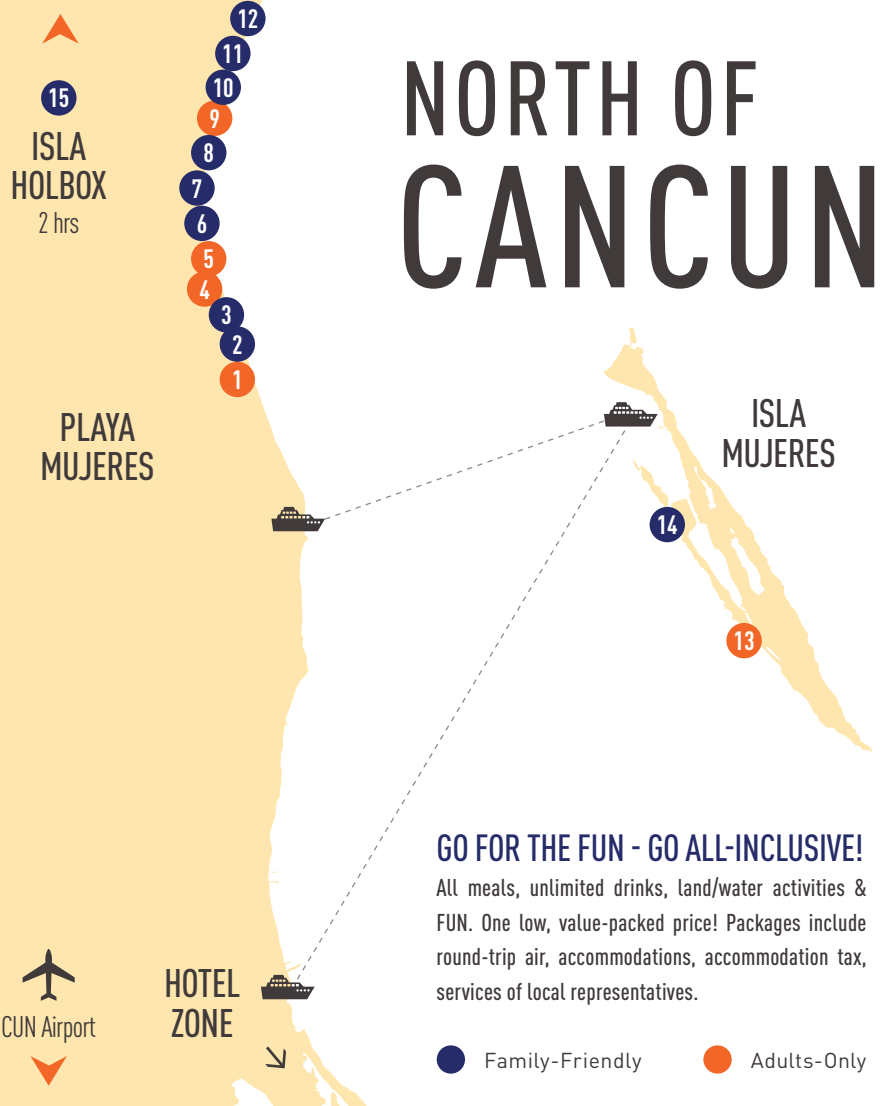 NORTH OF
CANCUN
12
11
10
9
8
7
6
5
4
3
2
1
15
ISLA
HOLBOX
2 hrs
PLAYA
MUJERES
ISLA
MUJERES
14
13
GO FOR THE FUN - GO ALL-INCLUSIVE!
All meals, unlimited drinks, land/water activities &
FUN. One low, value-packed price! Packages include
round-trip air, accommodations, accommodation tax,
services of local representatives.
HOTEL
ZONE
CUN Airport
Family-Friendly
Adults-Only